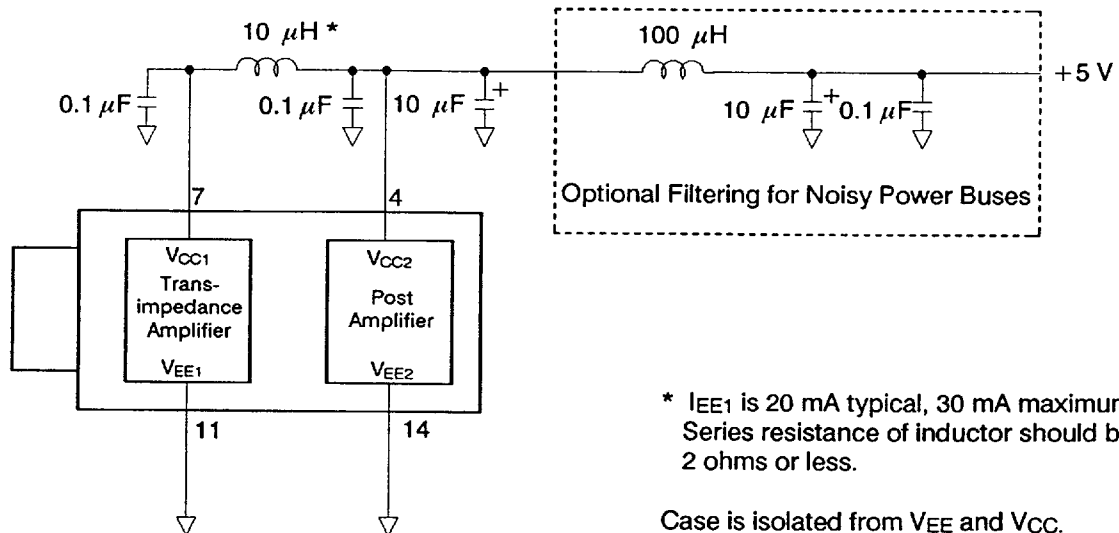 10 μH *
100 μH
+5 V
0.1 μF
0.1 μF
10 μF
+
10 μF
+
0.1 μF
Optional Filtering for Noisy Power Buses
7
4
VCC1
Trans-
impedance
Amplifier
VEE1
VCC2
Post
Amplifier
VEE2
11
14
* IEE1 is 20 mA typical, 30 mA
Series resistance of inductor should
2 ohms or less.
Case is isolated from VEE and VCC.